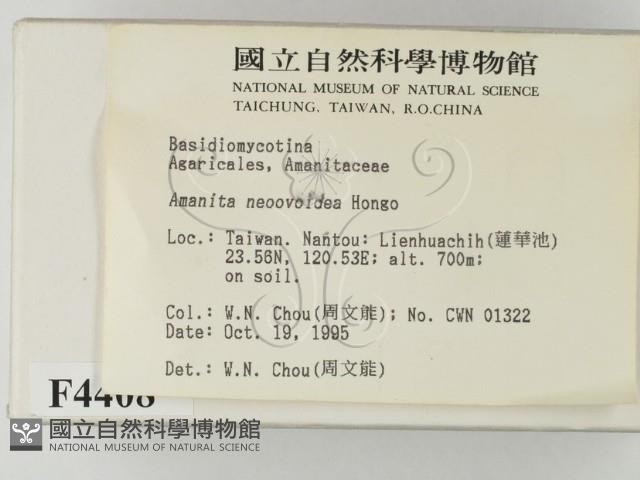 國立自然科學博物館
NATIONAL MUSEUM OF NATURAL SCIENCE
TAICHUNG, TAIWAN, R.O.CHINA
Basidiomycotina
Agaricales, Amanitaceae
Amanita neoovoidea Hongo
Loc.: Taiwan. Nantou: Lienhuachih(蓮華池)
23.56N, 120.53E; alt. 700m;
on soil.
Col.: W.N. Chou(周文能); No. CWN 01322
Date: Oct. 19, 1995
Det.: W.N. Chou(周文能)
F4408
國立自然科學博物館
NATIONAL MUSEUM OF NATURAL SCIENCE